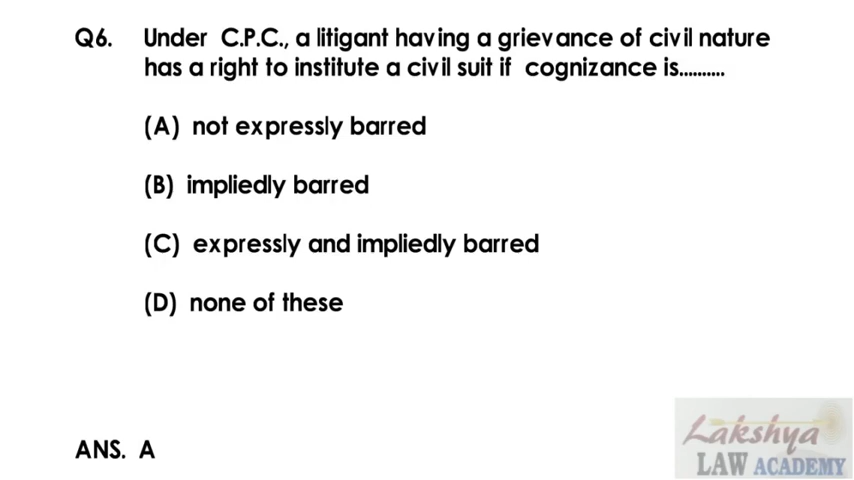 Q6. Under C.P.C., a litigant having a grievance of civil nature
has a right to institute a civil suit if cognizance is..........
(A) not expressly barred
(B) impliedly barred
(C) expressly and impliedly barred
(D) none of these
ANS. A
Lakshya
LAW ACADEMY